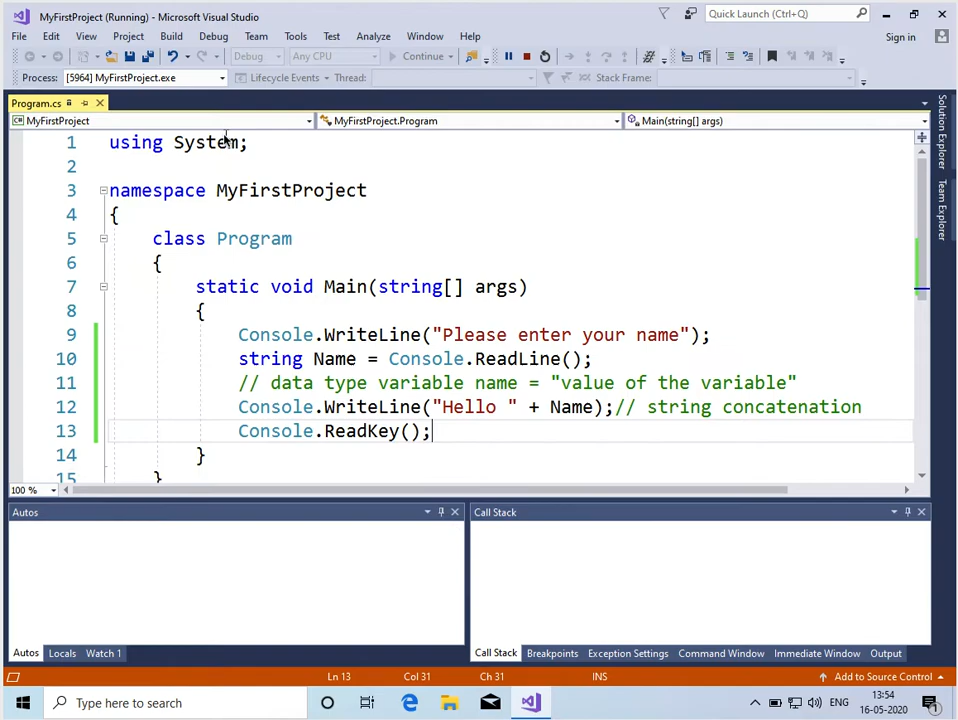 MyFirstProject (Running) - Microsoft Visual Studio
Quick Launch (Ctrl+Q)
File Edit View Project Build Debug Team Tools Test Analyze Window Help
Sign in
Debug Any CPU Continue
Process: [5964] MyFirstProject.exe Lifecycle Events Thread: Stack Frame:
Program.cs
MyFirstProject MyFirstProject.Program Main(string[] args)
1 using System;
2
3 namespace MyFirstProject
4 {
5 class Program
6 {
7 static void Main(string[] args)
8 {
9 Console.WriteLine("Please enter your name");
10 string Name = Console.ReadLine();
11 // data type variable name = "value of the variable"
12 Console.WriteLine("Hello " + Name);// string concatenation
13 Console.ReadKey();
14 }
15 }
100 %
Solution Explorer
Team Explorer
Autos
Call Stack
Autos Locals Watch 1
Call Stack Breakpoints Exception Settings Command Window Immediate Window Output
Ln 13 Col 31 Ch 31 INS Add to Source Control
Type here to search
ENG
13:54
16-05-2020
1